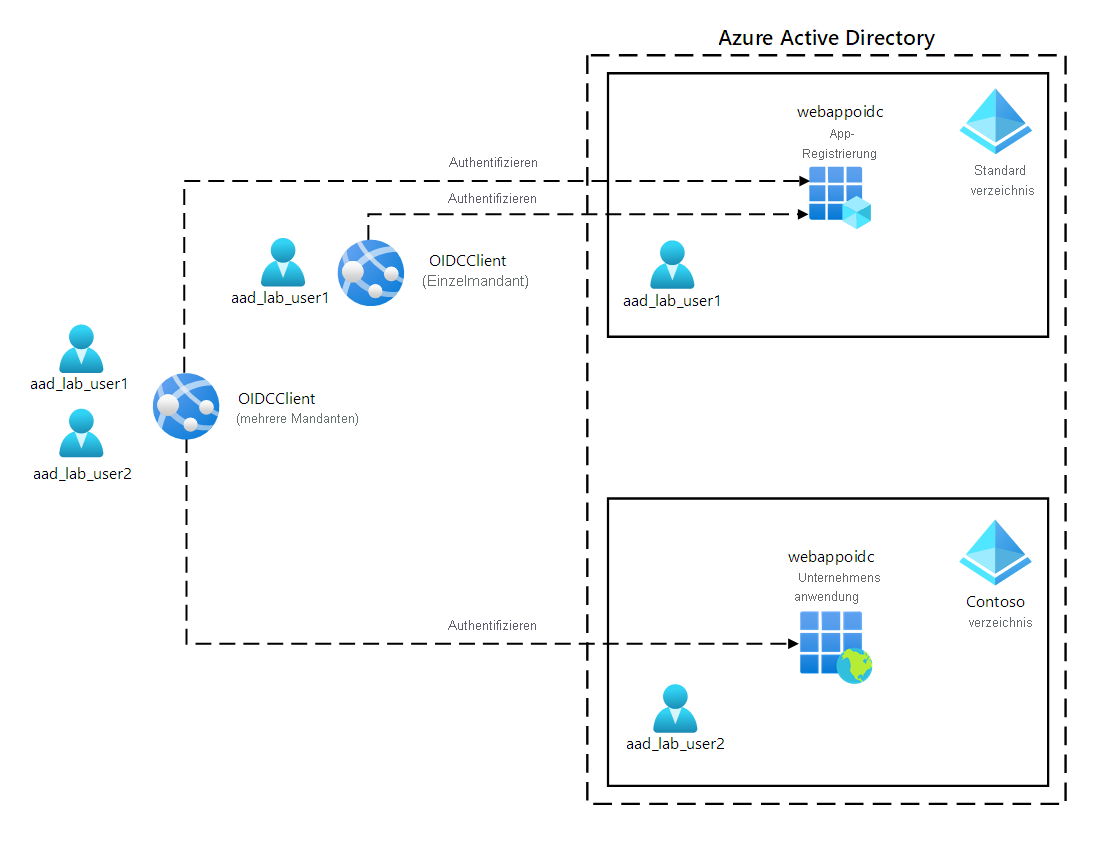 Azure Active Directory
webappoidc
App-
Registrierung
Standard
verzeichnis
Authentifizieren
Authentifizieren
aad_lab_user1
OIDCClient
(Einzelmandant)
aad_lab_user1
aad_lab_user1
OIDCClient
(mehrere Mandanten)
aad_lab_user2
webappoidc
Unternehmens
anwendung
Contoso
verzeichnis
Authentifizieren
aad_lab_user2